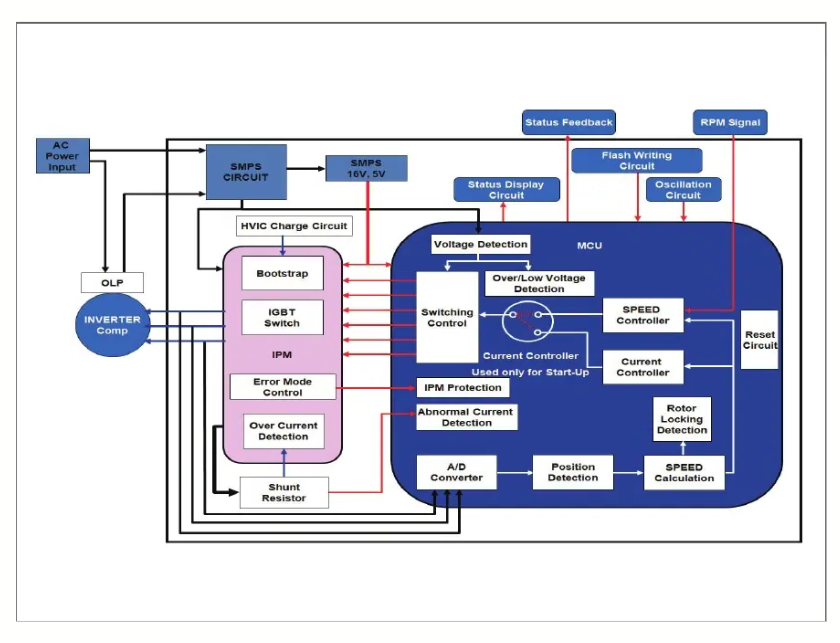 Status Feedback
RPM Signal
AC
Power
Input
SMPS
CIRCUIT
SMPS
16V, 5V
Flash Writing
Circuit
Status Display
Circuit
Oscillation
Circuit
HVIC Charge Circuit
Voltage Detection
MCU
Bootstrap
OLP
Over/Low Voltage
Detection
IGBT
Switch
Switching
Control
SPEED
Controller
INVERTER
Comp
Reset
Circuit
IPM
Current Controller
Used only for Start-Up
Current
Controller
Error Mode
Control
IPM Protection
Abnormal Current
Detection
Rotor
Locking
Detection
Over Current
Detection
A/D
Converter
Position
Detection
SPEED
Calculation
Shunt
Resistor